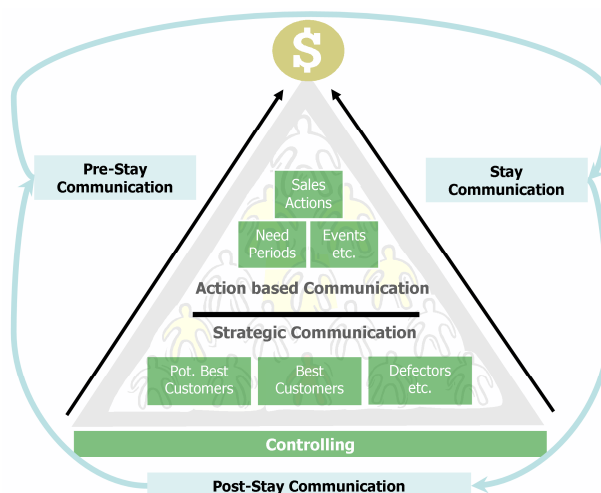 $
Pre-Stay
Communication
Stay
Communication
Sales
Actions
Need
Periods
Events
etc.
Action based Communication
Strategic Communication
Pot. Best
Customers
Best
Customers
Defectors
etc.
Controlling
Post-Stay Communication